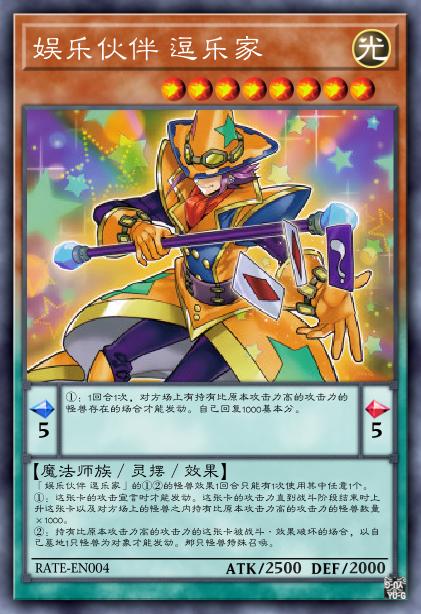 娱乐伙伴 逗乐家
光
①：1回合1次，对方场上有持有比原本攻击力高的攻击力的
怪兽存在的场合才能发动。自己回复1000基本分。
5
5
【魔法师族／灵摆／效果】
「娱乐伙伴 逗乐家」的①②的怪兽效果1回合只能有1次使用其中任意1个。
①：这张卡的攻击宣言时才能发动。这张卡的攻击力直到战斗阶段结束时上
升这张卡以及对方场上的怪兽之内持有比原本攻击力高的攻击力的怪兽数量
×1000。
②：持有比原本攻击力高的攻击力的这张卡被战斗·效果破坏的场合，以自
己墓地1只怪兽为对象才能发动。那只怪兽特殊召唤。
RATE-EN004
ATK/2500
DEF/2000